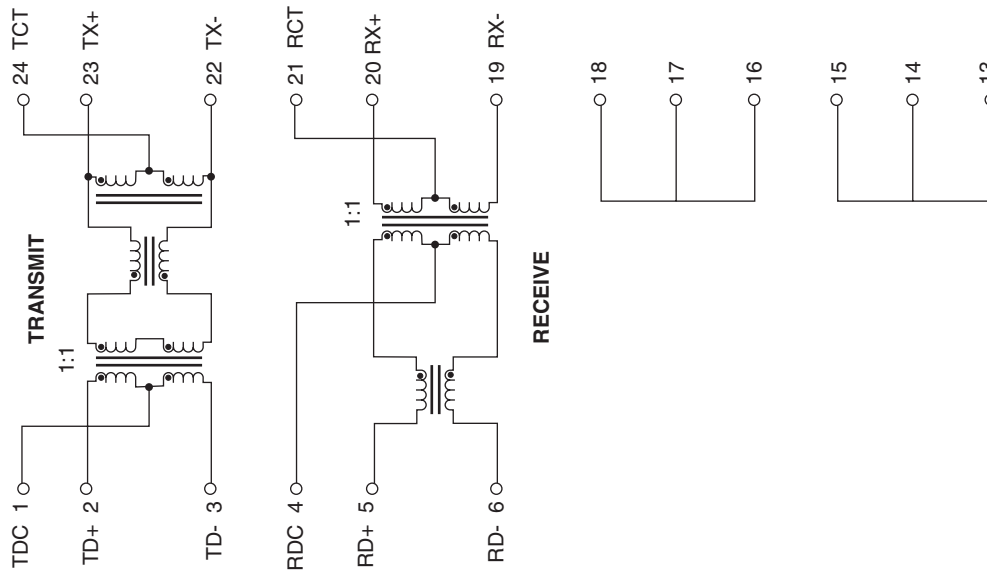 24 TCT
23 TX+
22 TX-
21 RCT
20 RX+
19 RX-
18
17
16
15
14
13
1:1
TRANSMIT
1:1
RECEIVE
TDC 1
TD+ 2
TD- 3
RDC 4
RD+ 5
RD- 6